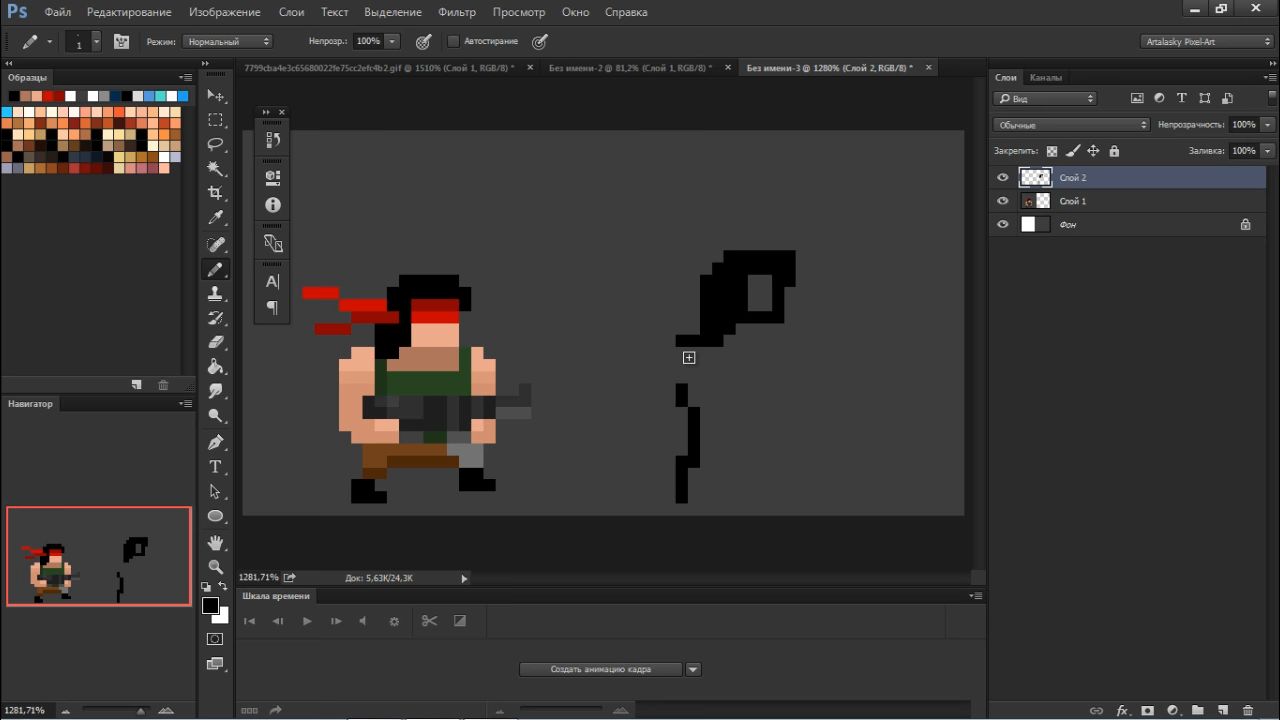 Ps Файл Редактирование Изображение Слои Текст Выделение Фильтр Просмотр Окно Справка
1 Режим: Нормальный Непрозр.: 100% Автостирание Artalasky Pixel-Art
Образцы
7799cba4e3c65680022fe75cc2efc4b2.gif @ 1510% (Слой 1, RGB/8) *
Без имени-2 @ 81,2% (Слой 1, RGB/8) *
Без имени-3 @ 1280% (Слой 2, RGB/8) *
Слои Каналы
Вид
Обычные Непрозрачность: 100%
Закрепить: Заливка: 100%
Слой 2
Слой 1
Фон
Навигатор
1281,71% Док: 5,63K/24,3K
Шкала времени
Создать анимацию кадра
1281,71%